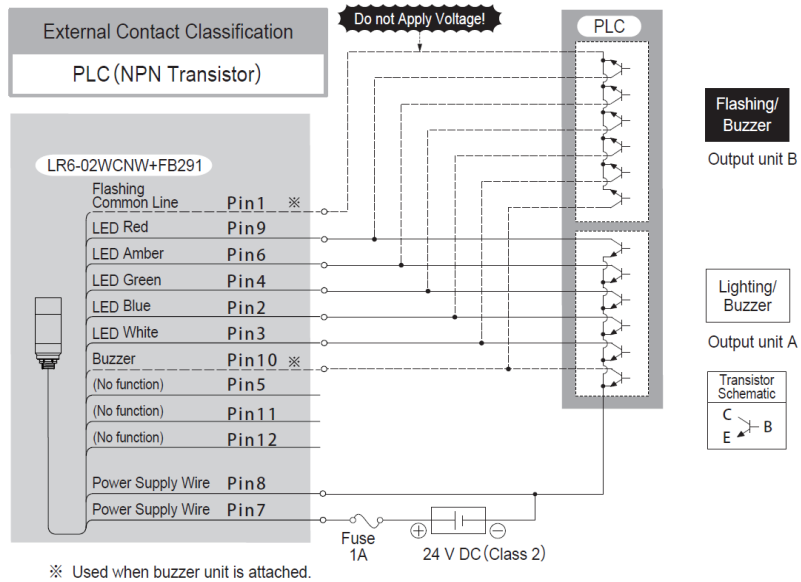 External Contact Classification
PLC (NPN Transistor)
Do not Apply Voltage!
PLC
LR6-02WCNW+FB291
Flashing
Common Line Pin1 ※
LED Red Pin9
LED Amber Pin6
LED Green Pin4
LED Blue Pin2
LED White Pin3
Buzzer Pin10 ※
(No function) Pin5
(No function) Pin11
(No function) Pin12
Power Supply Wire Pin8
Power Supply Wire Pin7
Fuse
1A
+ −
24 V DC (Class 2)
※ Used when buzzer unit is attached.
Flashing/
Buzzer
Output unit B
Lighting/
Buzzer
Output unit A
Transistor
Schematic
C
B
E